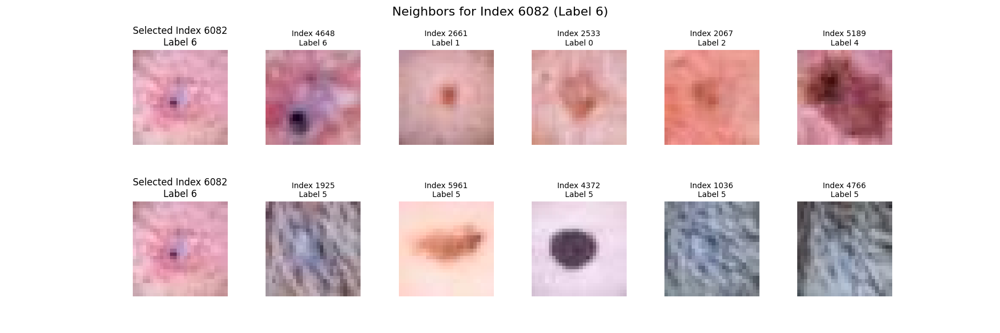 Neighbors for Index 6082 (Label 6)
Selected Index 6082
Label 6
Index 4648
Label 6
Index 2661
Label 1
Index 2533
Label 0
Index 2067
Label 2
Index 5189
Label 4
Selected Index 6082
Label 6
Index 1925
Label 5
Index 5961
Label 5
Index 4372
Label 5
Index 1036
Label 5
Index 4766
Label 5